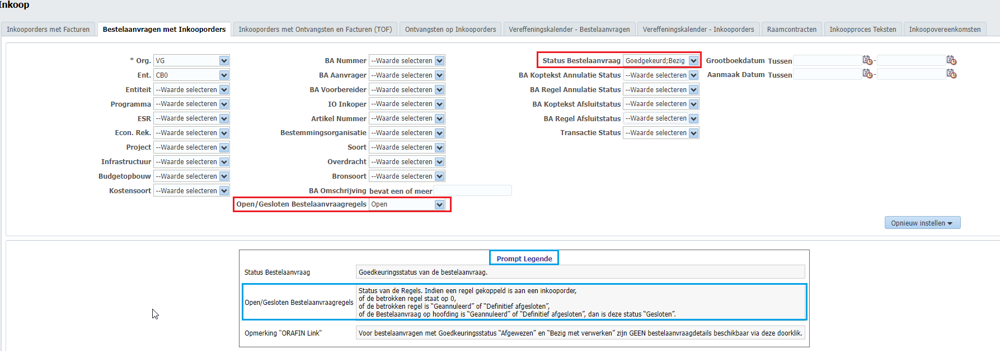 Inkoop
Inkooporders met Facturen
Bestelaanvragen met Inkooporders
Inkooporders met Ontvangsten en Facturen (TOF)
Ontvangsten op Inkooporders
Vereffeningskalender - Bestelaanvragen
Vereffeningskalender - Inkooporders
Raamcontracten
Inkoopproces Teksten
Inkoopovereenkomsten
* Org. VG
Ent. CB0
Entiteit --Waarde selecteren
Programma --Waarde selecteren
ESR --Waarde selecteren
Econ. Rek. --Waarde selecteren
Project --Waarde selecteren
Infrastructuur --Waarde selecteren
Budgetopbouw --Waarde selecteren
Kostensoort --Waarde selecteren
BA Nummer --Waarde selecteren
BA Aanvrager --Waarde selecteren
BA Voorbereider --Waarde selecteren
IO Inkoper --Waarde selecteren
Artikel Nummer --Waarde selecteren
Bestemmingsorganisatie --Waarde selecteren
Soort --Waarde selecteren
Overdracht --Waarde selecteren
Bronsoort --Waarde selecteren
BA Omschrijving bevat een of meer
Open/Gesloten Bestelaanvraagregels Open
Status Bestelaanvraag Goedgekeurd;Bezig
BA Koptekst Annulatie Status --Waarde selecteren
BA Regel Annulatie Status --Waarde selecteren
BA Koptekst Afsluitstatus --Waarde selecteren
BA Regel Afsluitstatus --Waarde selecteren
Transactie Status --Waarde selecteren
Grootboekdatum Tussen -
Aanmaak Datum Tussen -
Opnieuw instellen
Prompt Legende
Status Bestelaanvraag
Goedkeuringsstatus van de bestelaanvraag.
Open/Gesloten Bestelaanvraagregels
Status van de Regels. Indien een regel gekoppeld is aan een inkooporder,
of de betrokken regel staat op 0,
of de betrokken regel is “Geannuleerd” of “Definitief afgesloten”,
of de Bestelaanvraag op hoofding is “Geannuleerd” of “Definitief afgesloten”, dan is deze status “Gesloten”.
Opmerking "ORAFIN Link"
Voor bestelaanvragen met Goedkeuringsstatus “Afgewezen” en “Bezig met verwerken” zijn GEEN bestelaanvraagdetails beschikbaar via deze doorklik.